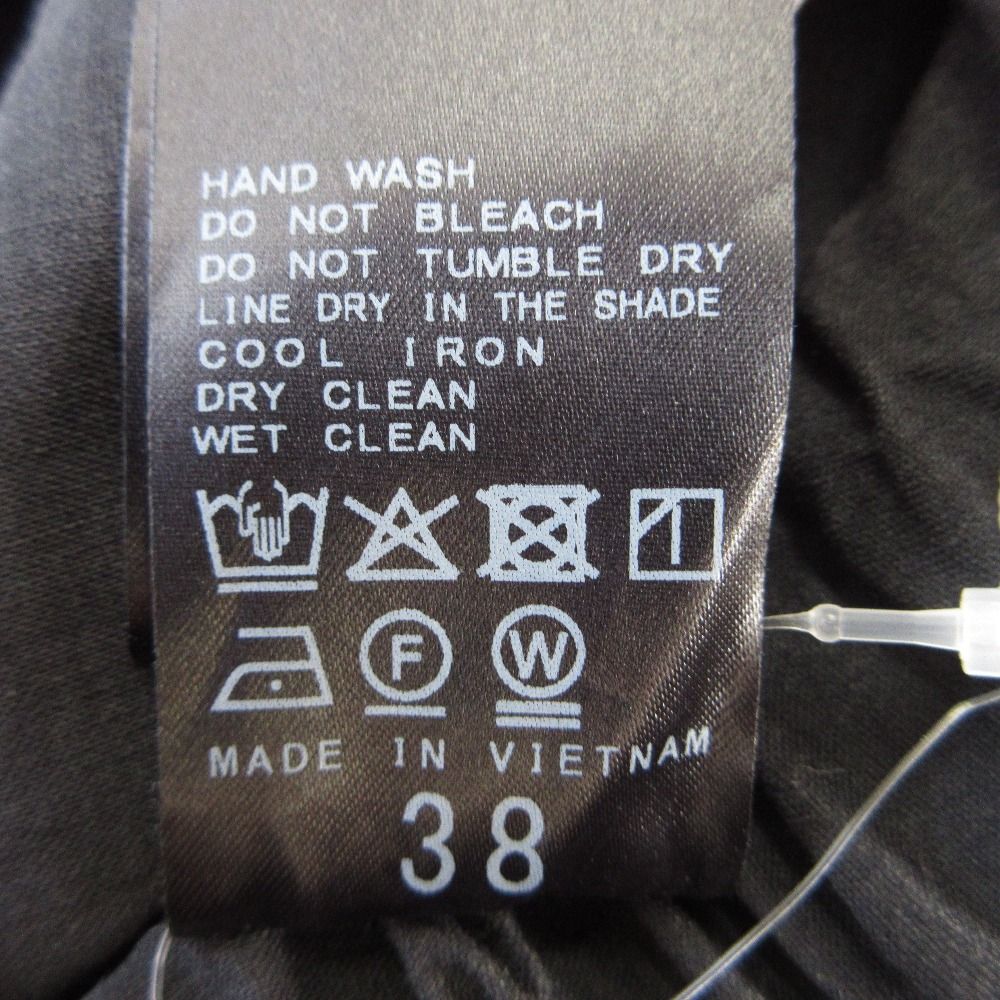 HAND WASH
DO NOT BLEACH
DO NOT TUMBLE DRY
LINE DRY IN THE SHADE
COOL IRON
DRY CLEAN
WET CLEAN
F W
MADE IN VIETNAM
38